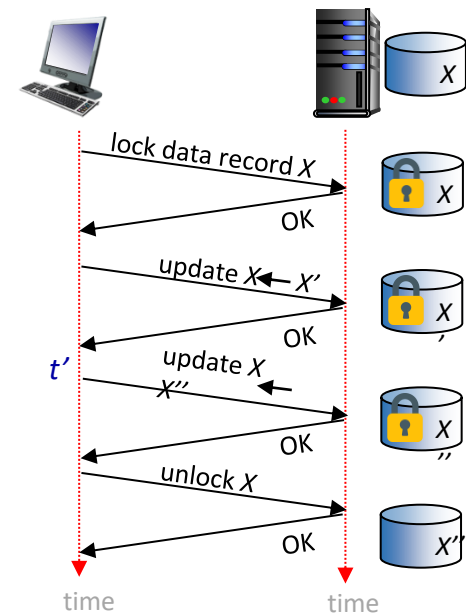 X
lock data record X
X
OK
update X ← X'
X
'
OK
t'
update X ←
X''
X
''
OK
unlock X
X''
OK
time
time